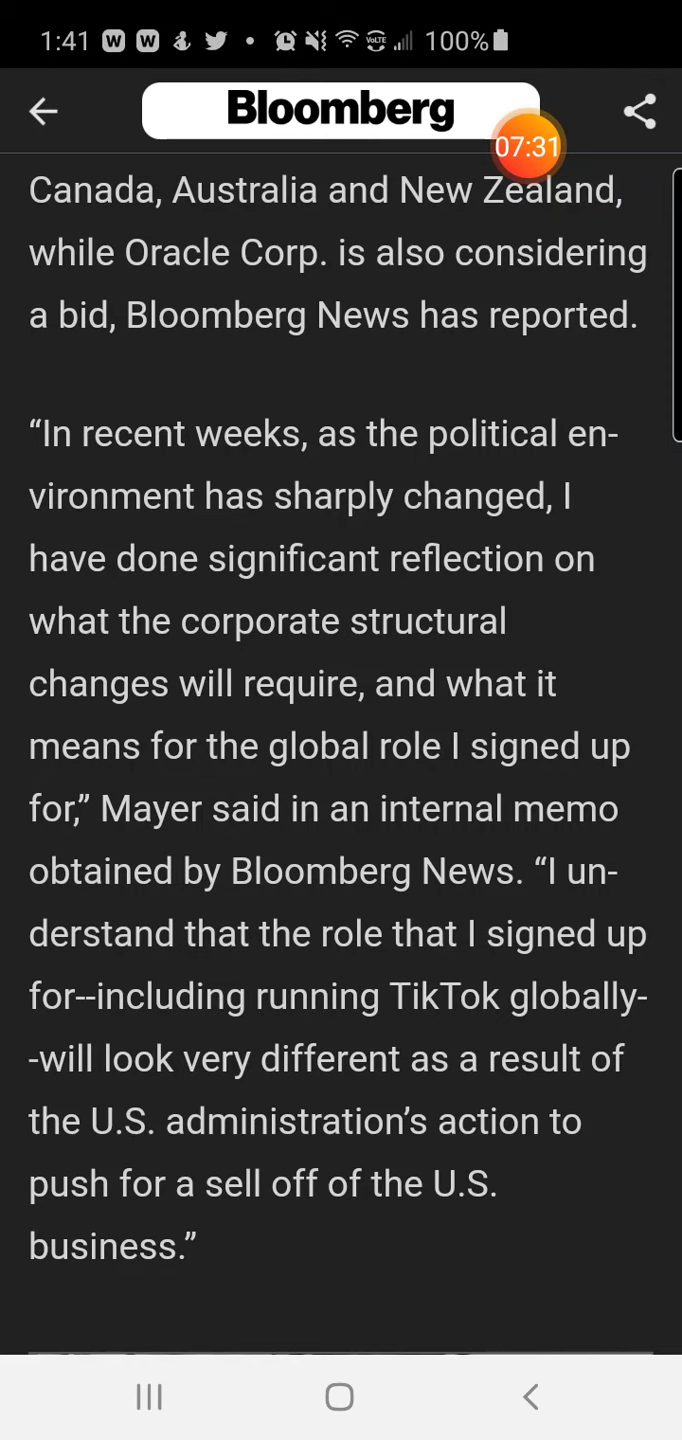 1:41 W W VoLTE 100%
Bloomberg
07:31
Canada, Australia and New Zealand,
while Oracle Corp. is also considering
a bid, Bloomberg News has reported.
“In recent weeks, as the political en-
vironment has sharply changed, I
have done significant reflection on
what the corporate structural
changes will require, and what it
means for the global role I signed up
for,” Mayer said in an internal memo
obtained by Bloomberg News. “I un-
derstand that the role that I signed up
for--including running TikTok globally-
-will look very different as a result of
the U.S. administration’s action to
push for a sell off of the U.S.
business.”